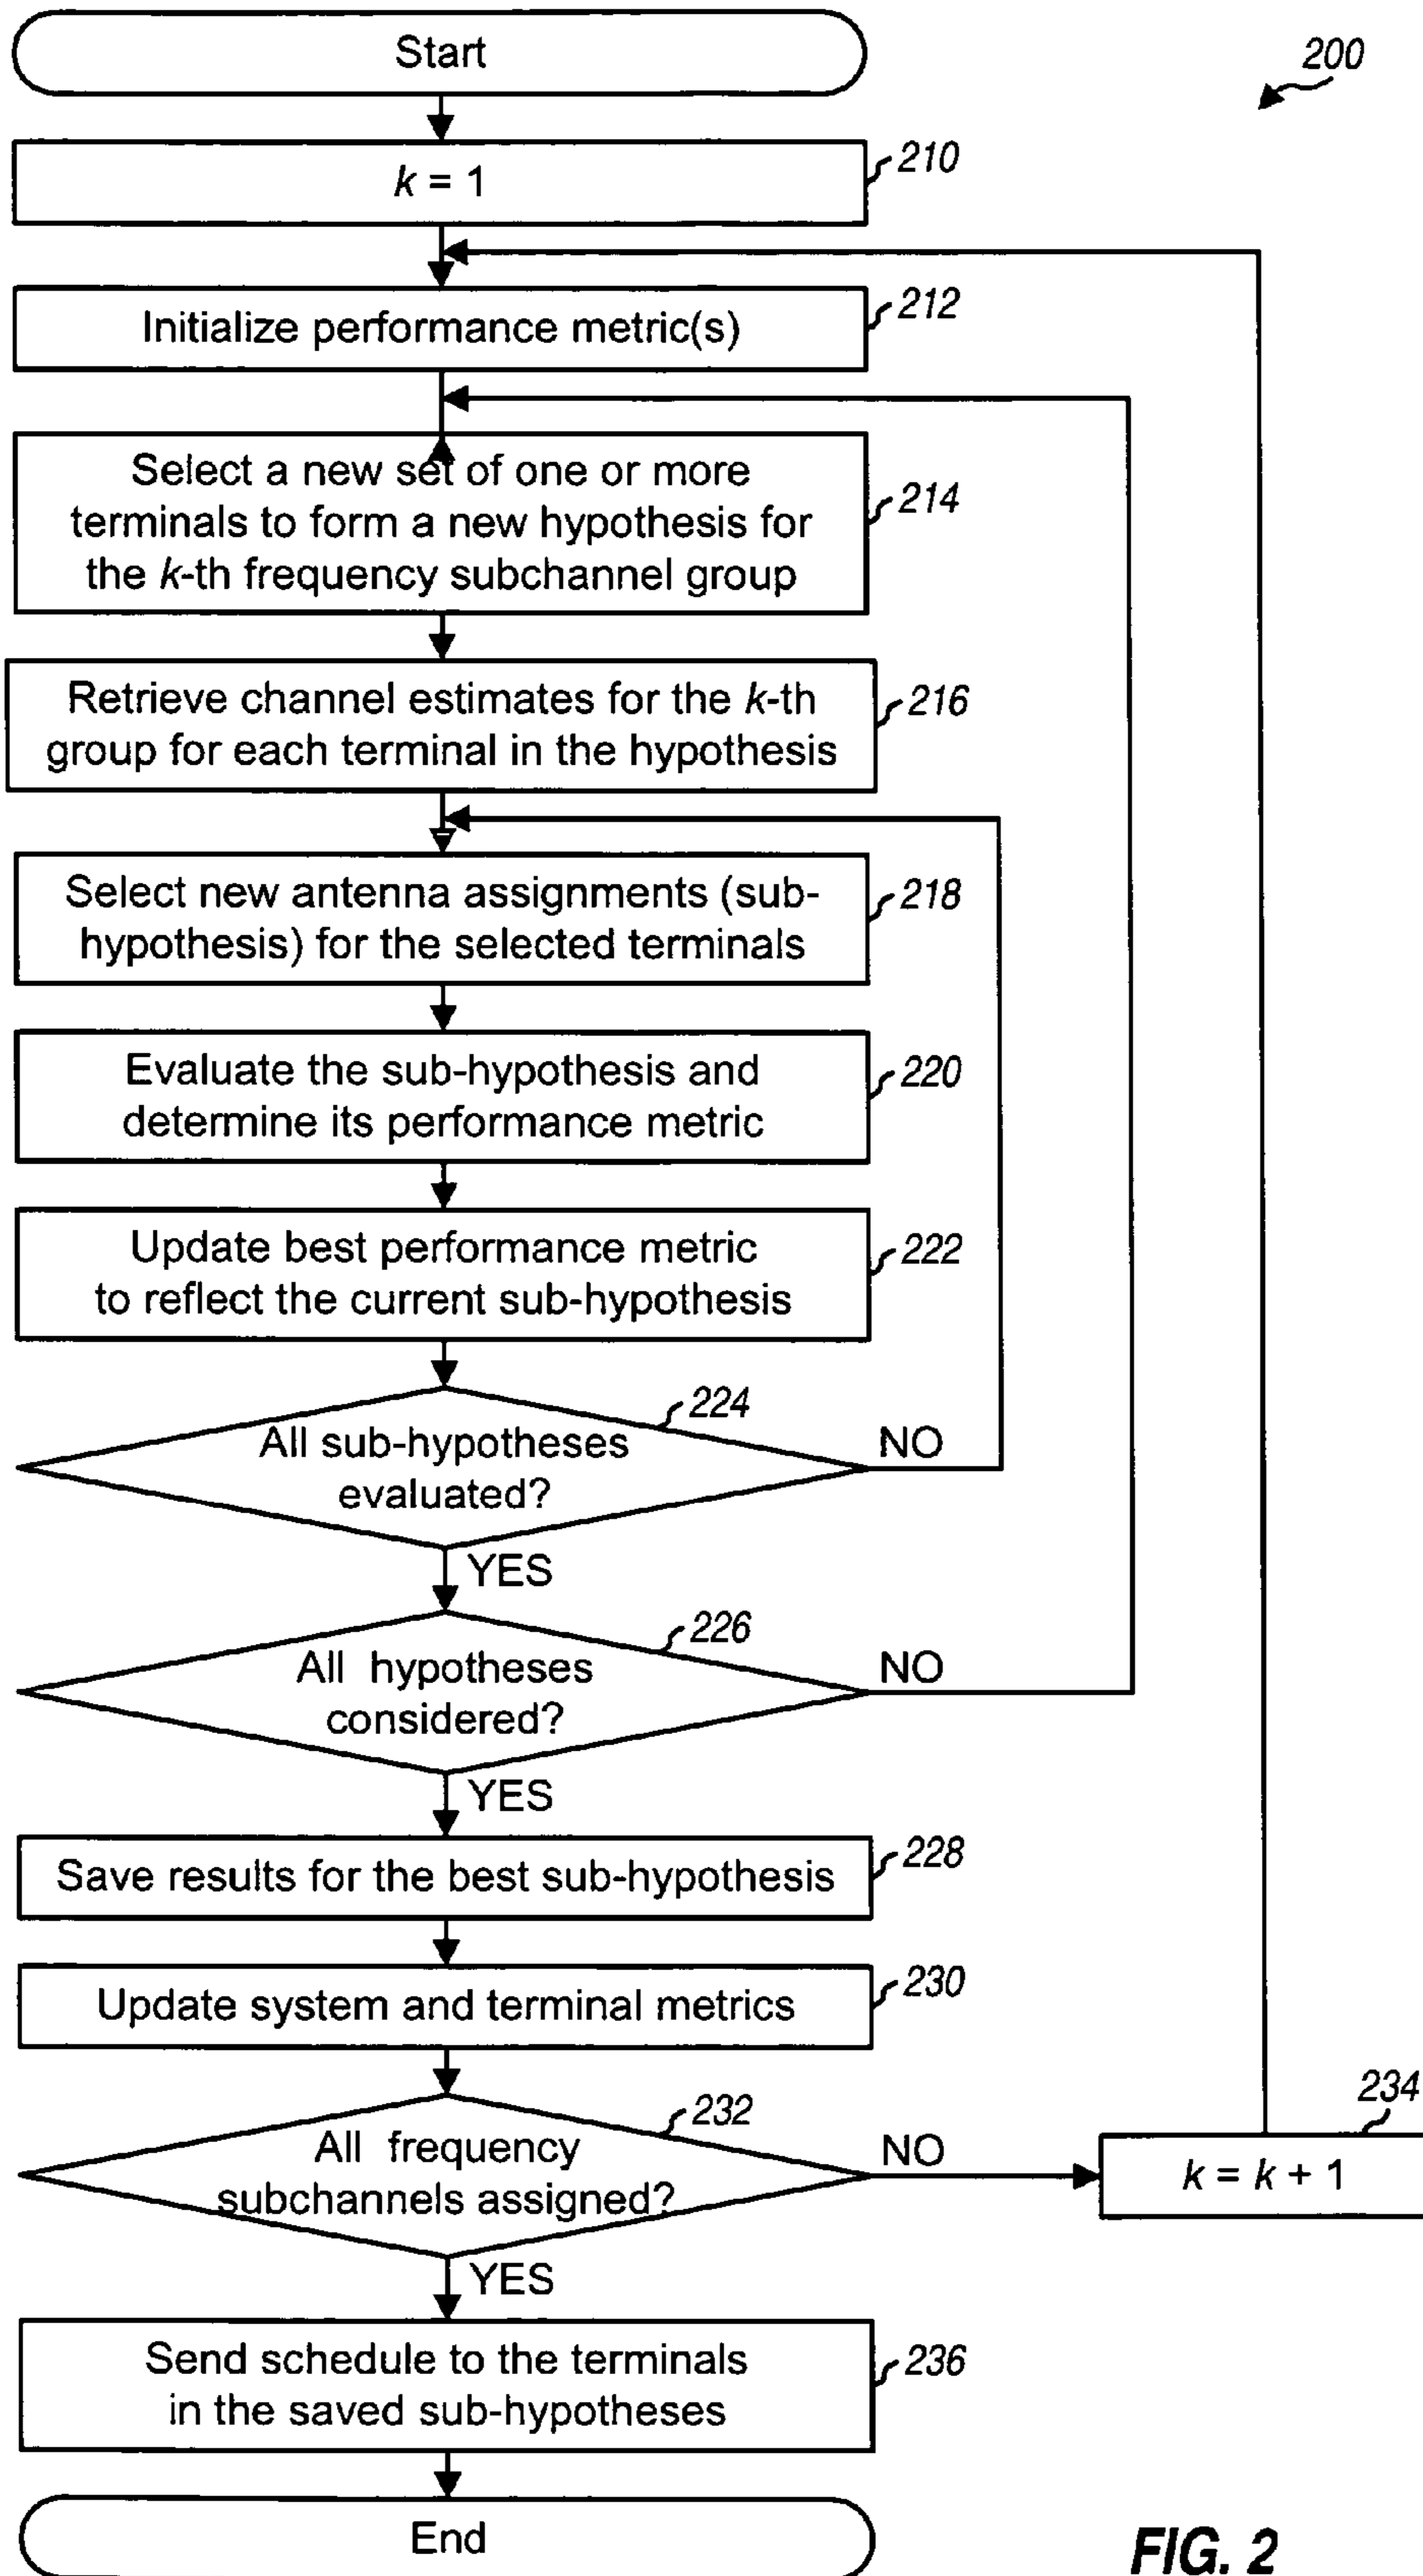 Start
200
k = 1
210
Initialize performance metric(s)
212
Select a new set of one or more
terminals to form a new hypothesis for
the k-th frequency subchannel group
214
Retrieve channel estimates for the k-th
group for each terminal in the hypothesis
216
Select new antenna assignments (sub-
hypothesis) for the selected terminals
218
Evaluate the sub-hypothesis and
determine its performance metric
220
Update best performance metric
to reflect the current sub-hypothesis
222
224
All sub-hypotheses
evaluated?
NO
YES
226
All hypotheses
considered?
NO
YES
Save results for the best sub-hypothesis
228
Update system and terminal metrics
230
232
All frequency
subchannels assigned?
NO
234
k = k + 1
YES
Send schedule to the terminals
in the saved sub-hypotheses
236
End
FIG. 2